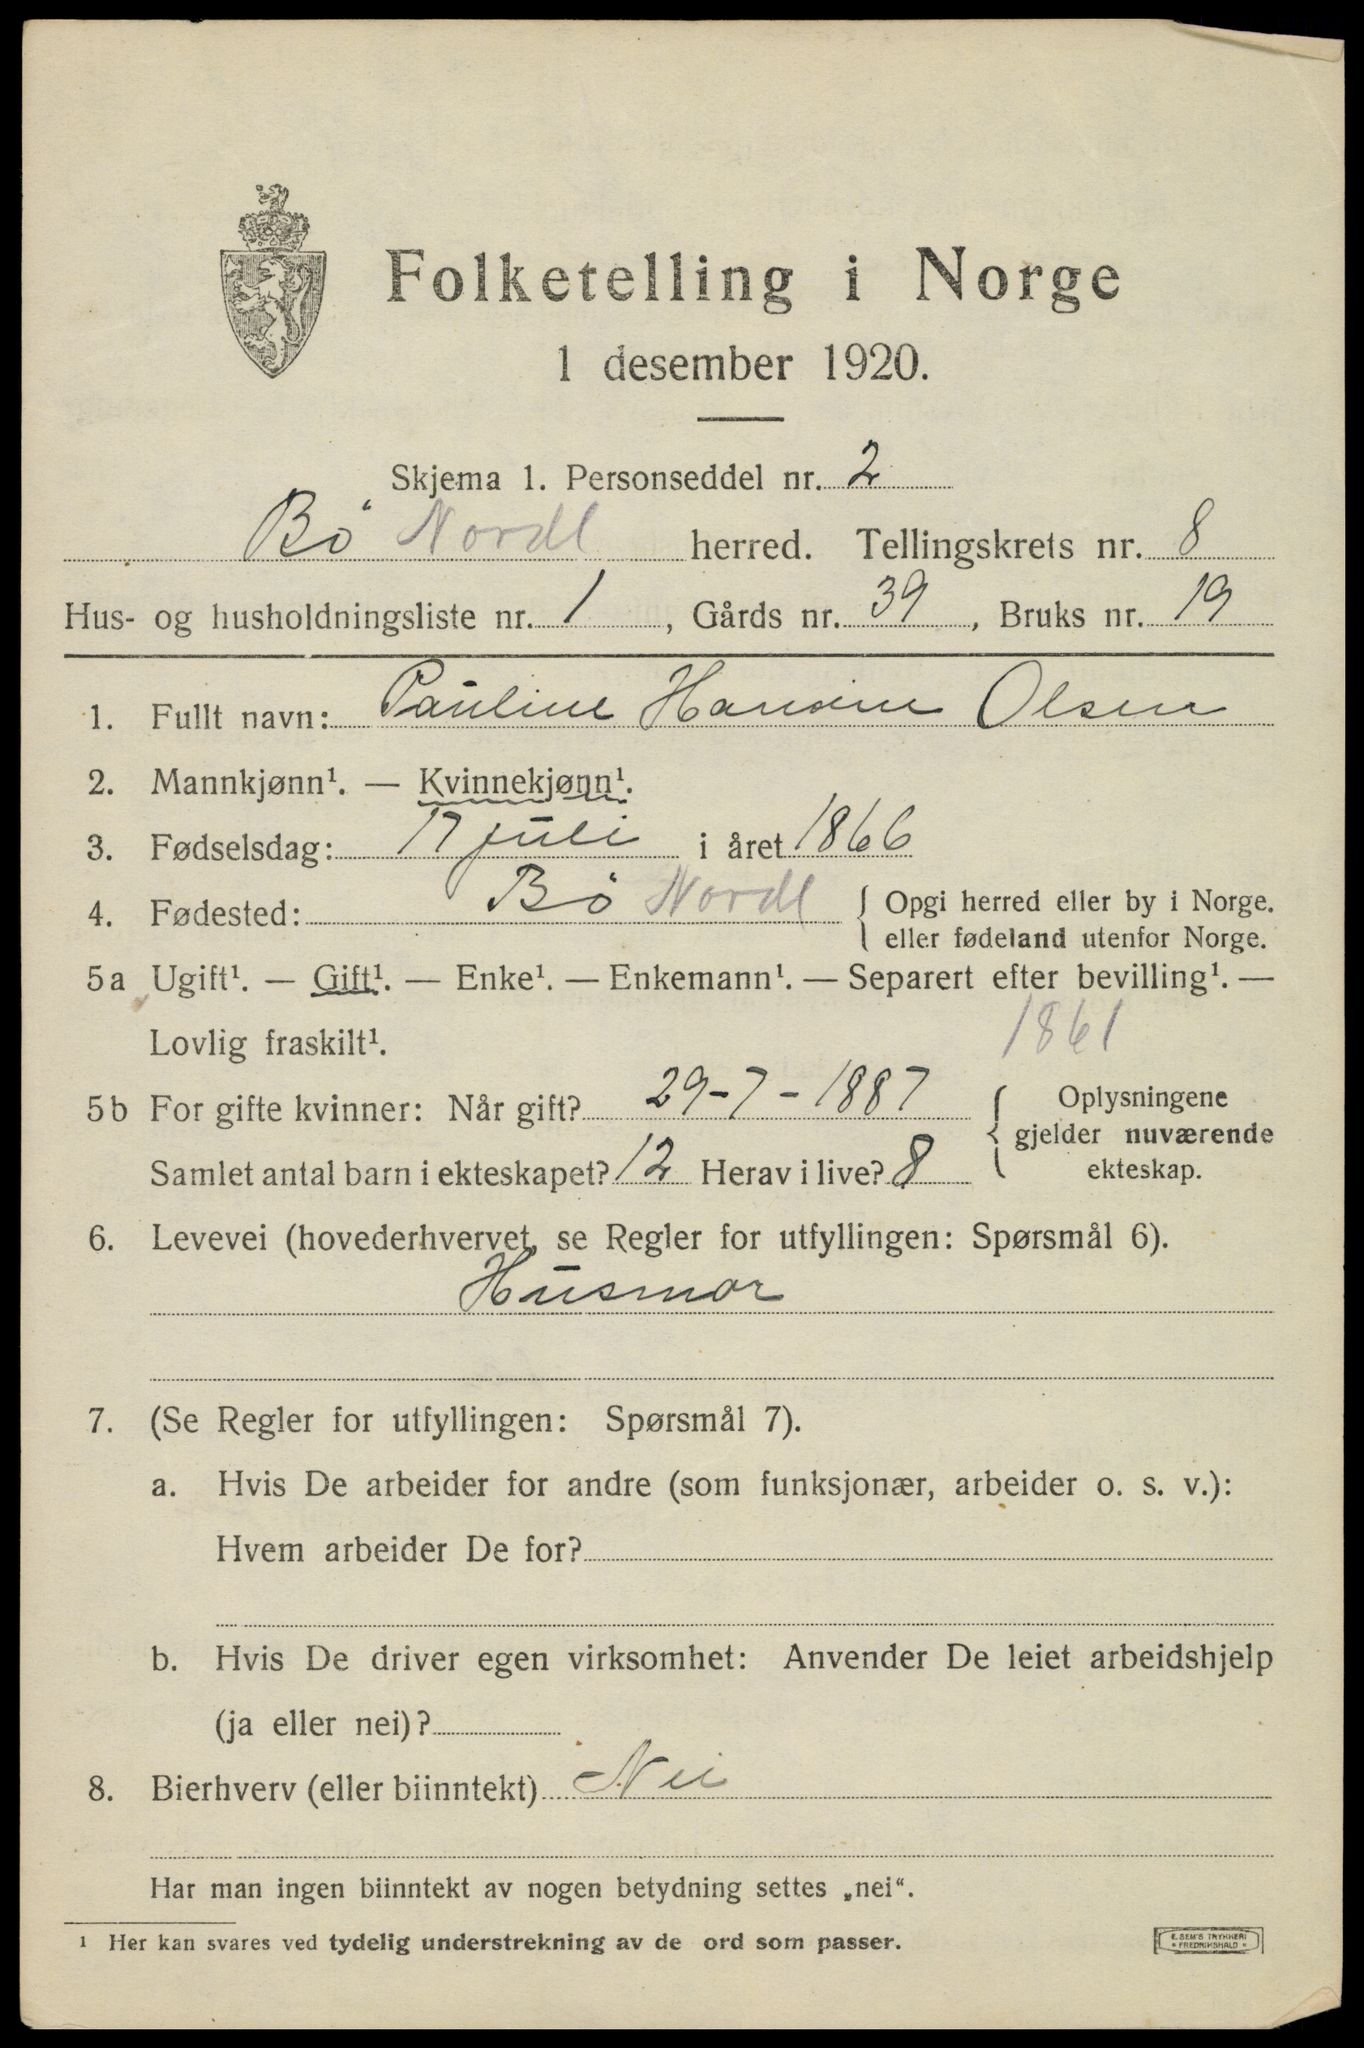 Folketelling i Norge
1 desember 1920.
Skjema 1. Personseddel nr. 2
Bö Nordl herred. Tellingskrets nr. 8
Hus- og husholdningsliste nr. 1, Gårds nr. 39, Bruks nr. 19
1. Fullt navn: Pauline Hansine Olsen
2. Mannkjønn¹. — Kvinnekjønn¹.
3. Fødselsdag: 17 juli i året 1866
4. Fødested: Bö Nordl { Opgi herred eller by i Norge.
eller fødeland utenfor Norge.
5a Ugift¹. — Gift¹. — Enke¹. — Enkemann¹. — Separert efter bevilling¹. —
Lovlig fraskilt¹. 1861
5b For gifte kvinner: Når gift? 29-7-1887 { Oplysningene
gjelder nuværende
ekteskap.
Samlet antal barn i ekteskapet? 12 Herav i live? 8
6. Levevei (hovederhvervet, se Regler for utfyllingen: Spørsmål 6).
Husmor
7. (Se Regler for utfyllingen: Spørsmål 7).
a. Hvis De arbeider for andre (som funksjonær, arbeider o. s. v.):
Hvem arbeider De for?
b. Hvis De driver egen virksomhet: Anvender De leiet arbeidshjelp
(ja eller nei)?
8. Bierhverv (eller biinntekt) Nei
Har man ingen biinntekt av nogen betydning settes „nei“.
¹ Her kan svares ved tydelig understrekning av de ord som passer.
E. SEM'S TRYKKERI
* FREDRIKSHALD *